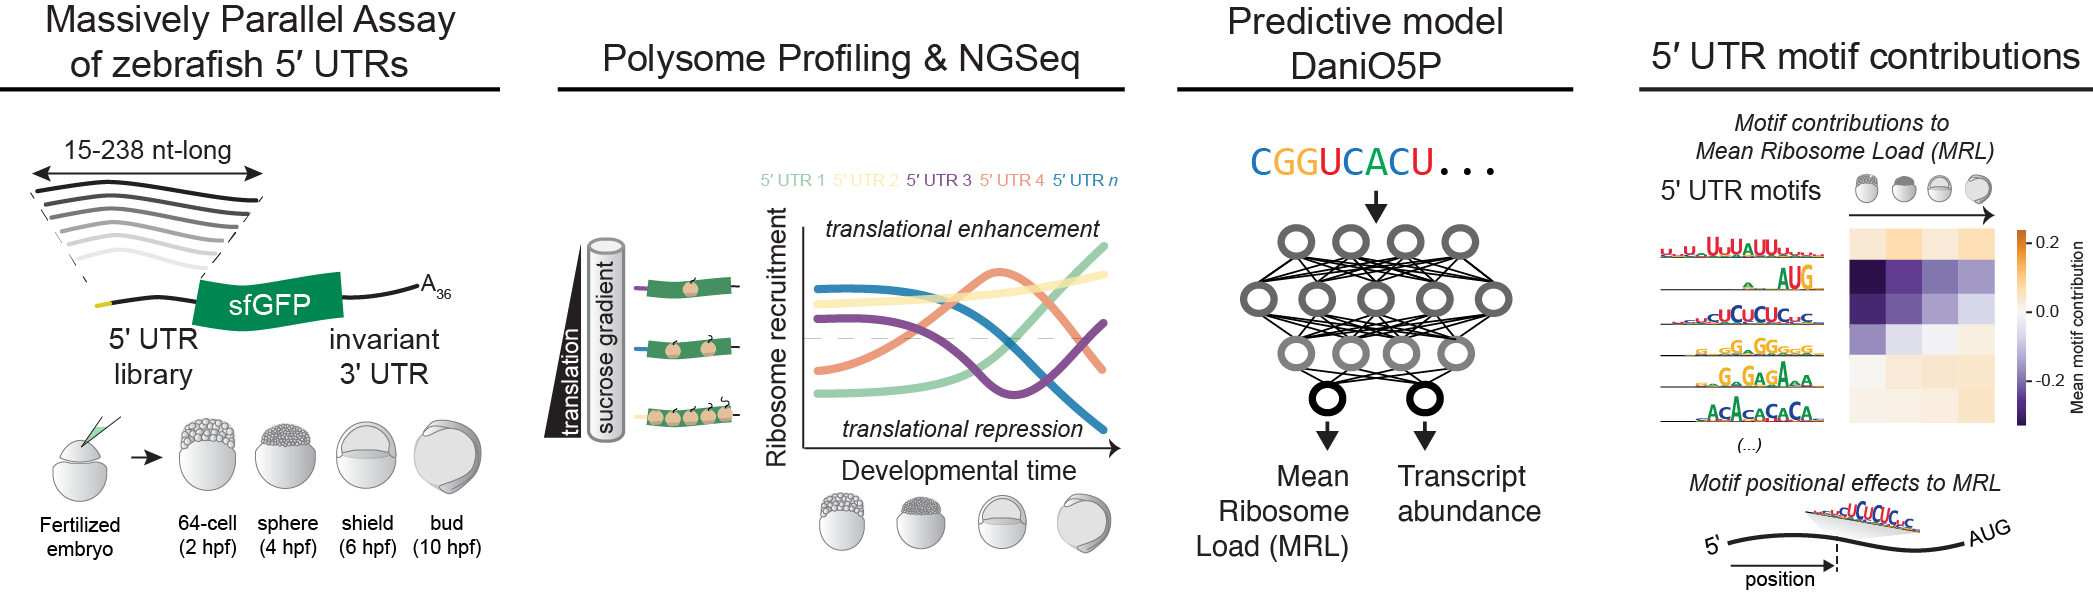 Massively Parallel Assay
of zebrafish 5′ UTRs
15-238 nt-long
sfGFP
A36
5′ UTR
library
invariant
3′ UTR
Fertilized
embryo
64-cell
(2 hpf)
sphere
(4 hpf)
shield
(6 hpf)
bud
(10 hpf)
Polysome Profiling & NGSeq
translation
sucrose gradient
5′ UTR 1 5′ UTR 2 5′ UTR 3 5′ UTR 4 5′ UTR n
Ribosome recruitment
translational enhancement
translational repression
Developmental time
Predictive model
DaniO5P
CGGUCACU...
Mean
Ribosome
Load (MRL)
Transcript
abundance
5′ UTR motif contributions
Motif contributions to
Mean Ribosome Load (MRL)
5′ UTR motifs
UUUAUU
AUG
CUCUCUC
GGAGGGGG
GAGAGAAA
ACACACACA
(...)
0.2
0.0
-0.2
Mean motif contribution
Motif positional effects to MRL
UCUCUC
5′
AUG
position